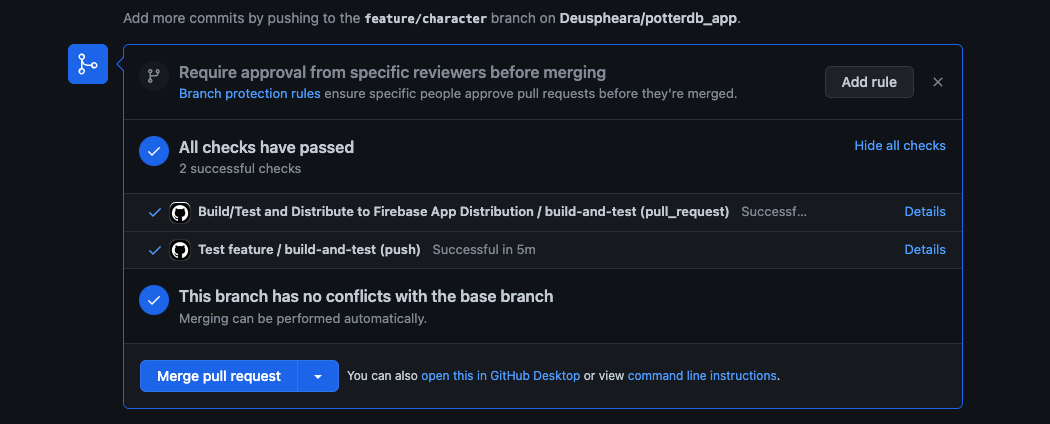 Add more commits by pushing to the feature/character branch on Deuspheara/potterdb_app.
Require approval from specific reviewers before merging
Branch protection rules ensure specific people approve pull requests before they're merged.
Add rule
All checks have passed
2 successful checks
Hide all checks
Build/Test and Distribute to Firebase App Distribution / build-and-test (pull_request) Successf...
Details
Test feature / build-and-test (push) Successful in 5m
Details
This branch has no conflicts with the base branch
Merging can be performed automatically.
Merge pull request
You can also open this in GitHub Desktop or view command line instructions.